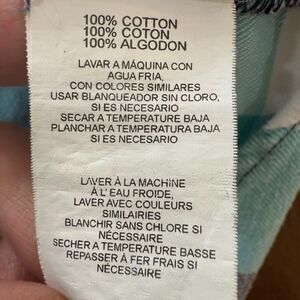 100% COTTON
100% COTON
100% ALGODON
LAVAR A MÁQUINA CON
AGUA FRIA,
CON COLORES SIMILARES
USAR BLANQUEADOR SIN CLORO,
SI ES NECESARIO
SECAR A TEMPERATURE BAJA
PLANCHAR A TEMPERATURA BAJA
SI ES NECESARIO
LAVER À LA MACHINE
À L'EAU FROIDE,
LAVER AVEC COULEURS
SIMILAIRIES
BLANCHIR SANS CHLORE SI
NÉCESSAIRE
SECHER A TEMPERATURE BASSE
REPASSER À FER FRAIS SI
NÉCESSAIRE